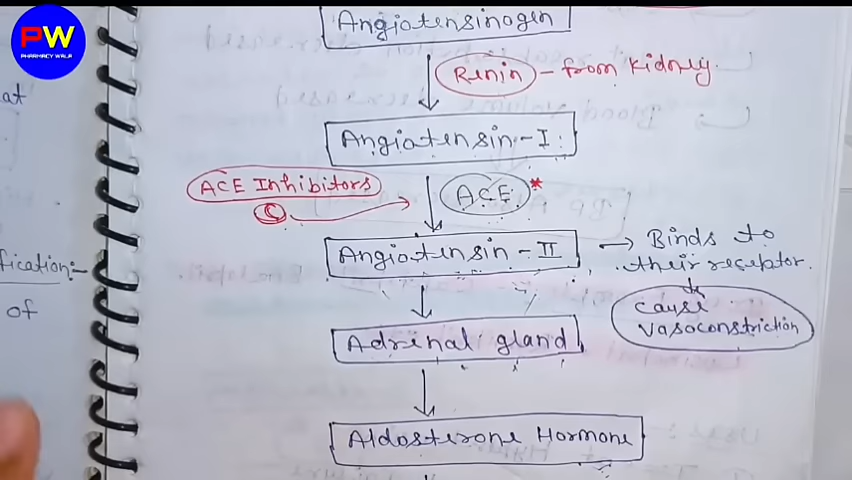 PW
PHARMACY WALA
Angiotensinogen
Renin - from kidney
at
Angiotensin-I
ACE Inhibitors
ACE *
Angiotensin-II → Binds to
their receptor
cause
vasoconstriction
fication:-
of
Adrenal gland
Aldosterone Hormone